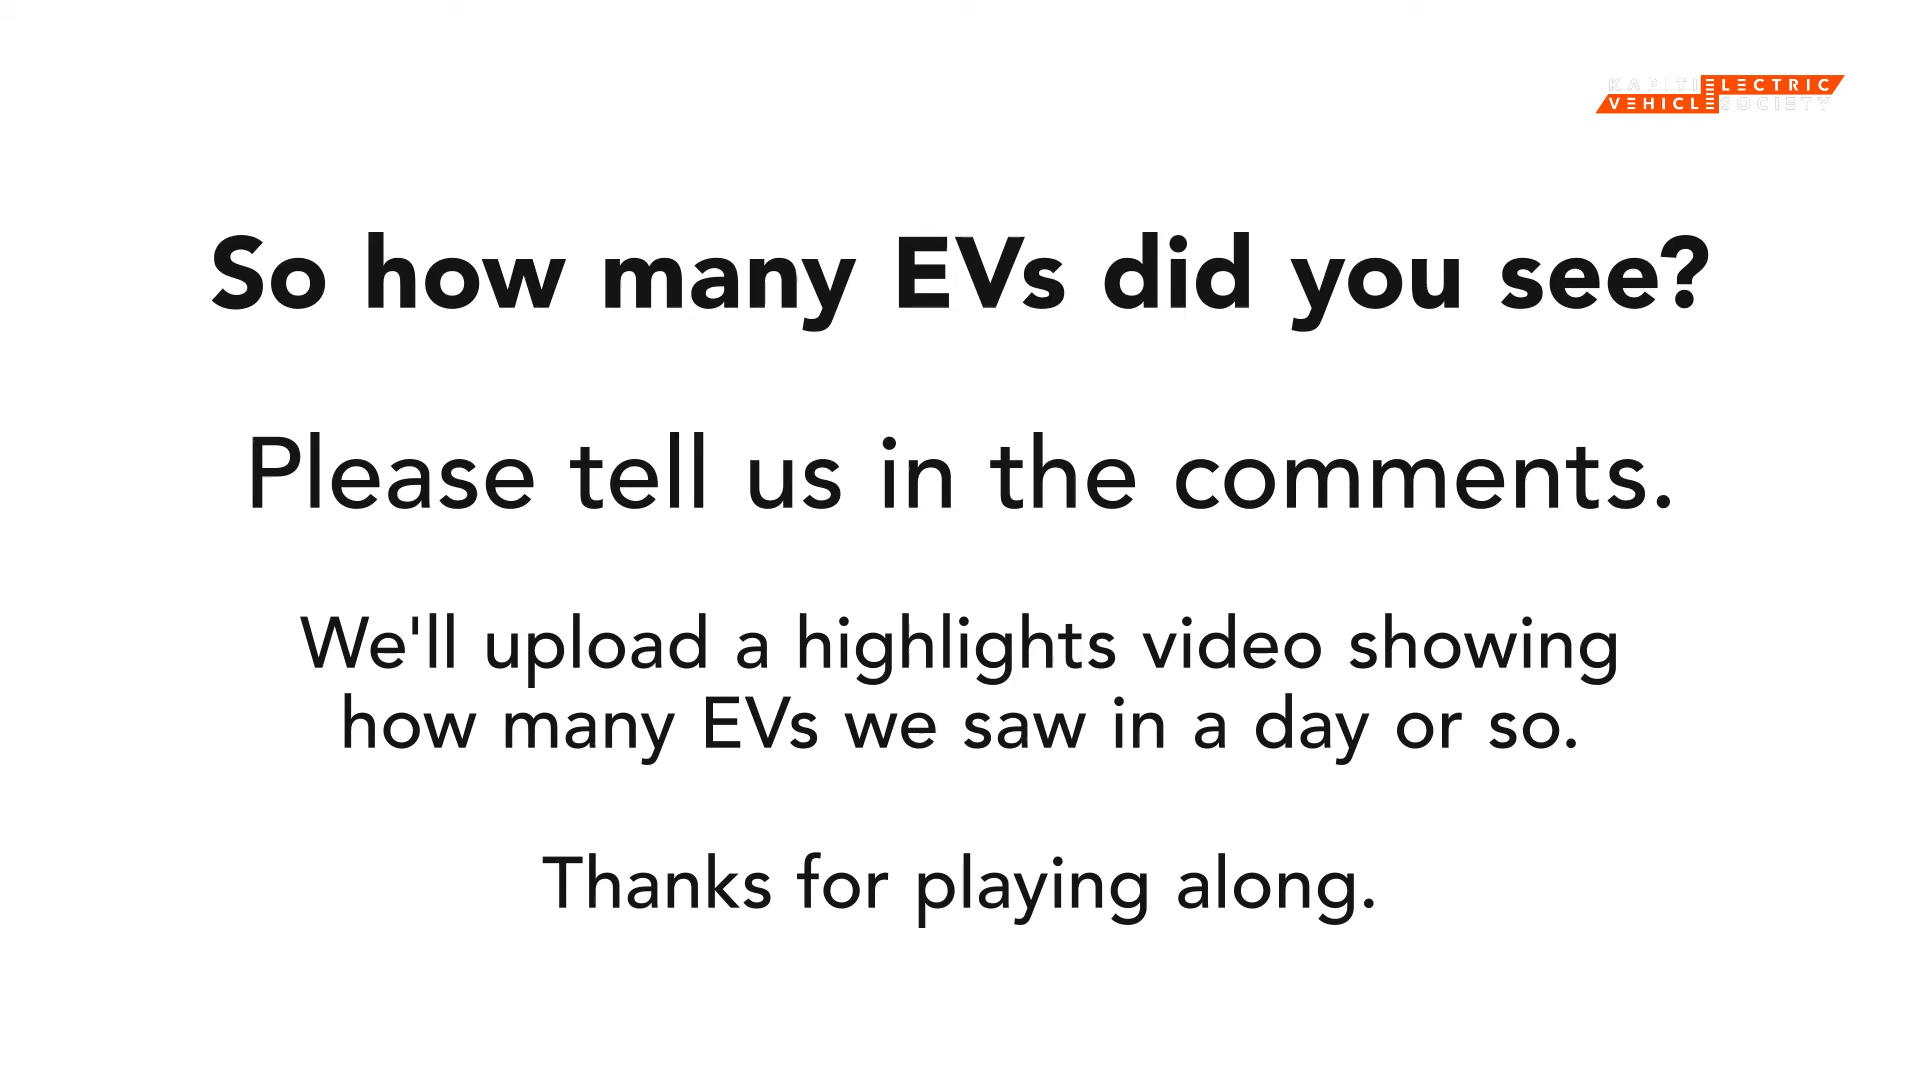 KAPITI ELECTRIC
VEHICLE SOCIETY
So how many EVs did you see?
Please tell us in the comments.
We'll upload a highlights video showing
how many EVs we saw in a day or so.
Thanks for playing along.